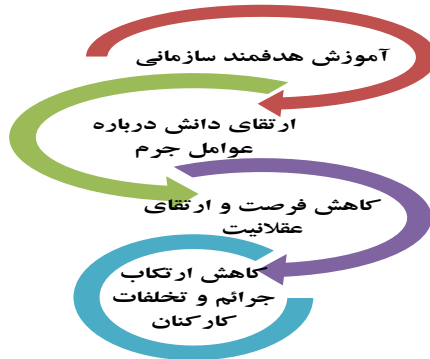 آموزش هدفمند سازمانی
ارتقای دانش درباره
عوامل جرم
کاهش فرصت و ارتقای
عقلانیت
کاهش ارتکاب
جرائم و تخلفات
کارکنان